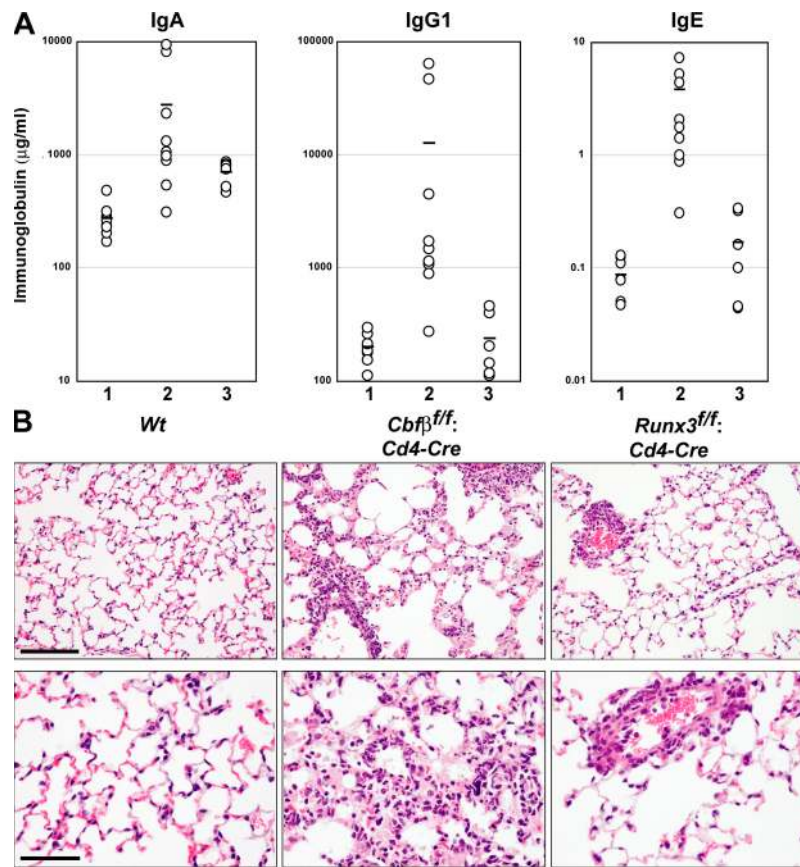 A
IgA
IgG1
IgE
Immunoglobulin (μg/ml)
10000
1000
100
10
1 2 3
100000
10000
1000
100
1 2 3
10
1
0.1
0.01
1 2 3
B
Wt
Cbfβf/f:
Cd4-Cre
Runx3f/f:
Cd4-Cre